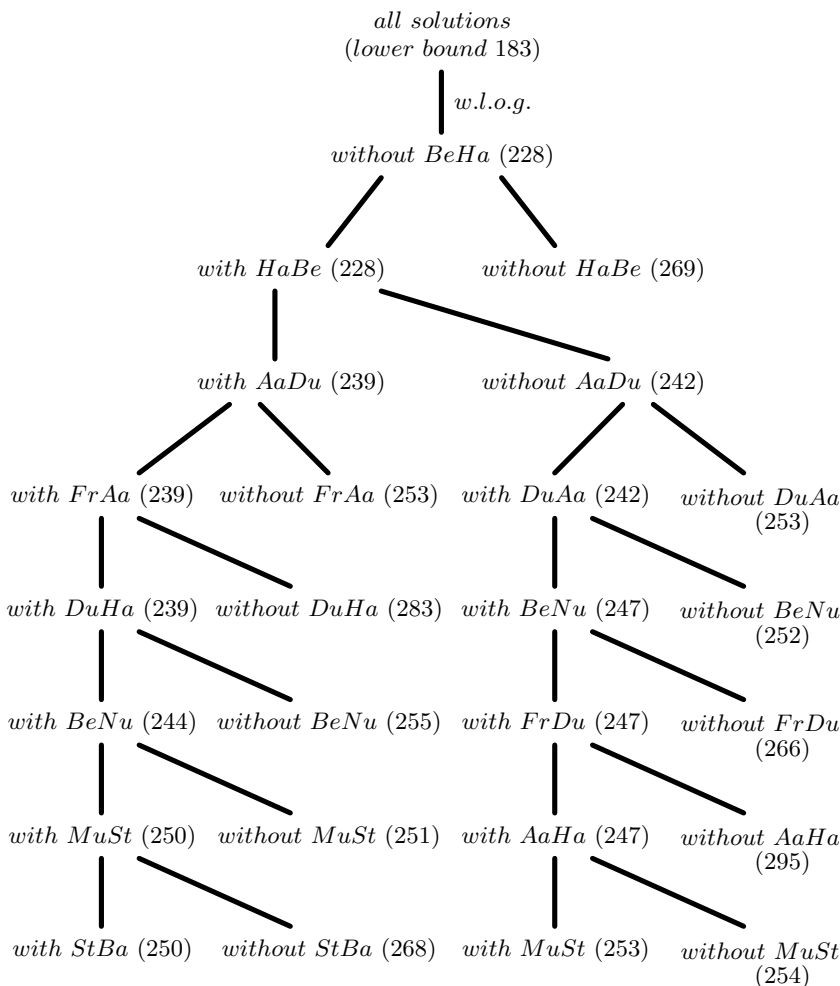 all solutions
(lower bound 183)
w.l.o.g.
without BeHa (228)
with HaBe (228) without HaBe (269)
with AaDu (239) without AaDu (242)
with FrAa (239) without FrAa (253) with DuAa (242) without DuAa
(253)
with DuHa (239) without DuHa (283) with BeNu (247) without BeNu
(252)
with BeNu (244) without BeNu (255) with FrDu (247) without FrDu
(266)
with MuSt (250) without MuSt (251) with AaHa (247) without AaHa
(295)
with StBa (250) without StBa (268) with MuSt (253) without MuSt
(254)